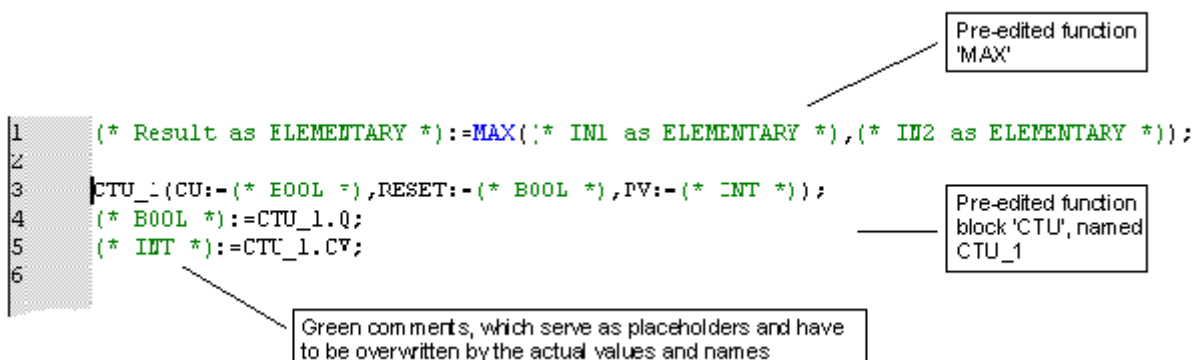 Pre-edited function
'MAX'
1 (* Result as ELEMENTARY *):=MAX((* IN1 as ELEMENTARY *),(* IN2 as ELEMENTARY *));
2
3 CTU_1(CU:=(* BOOL *),RESET:=(* BOOL *),PV:=(* INT *));
4 (* BOOL *):=CTU_1.Q;
5 (* INT *):=CTU_1.CV;
6
Pre-edited function
block 'CTU', named
CTU_1
Green comments, which serve as placeholders and have
to be overwritten by the actual values and names